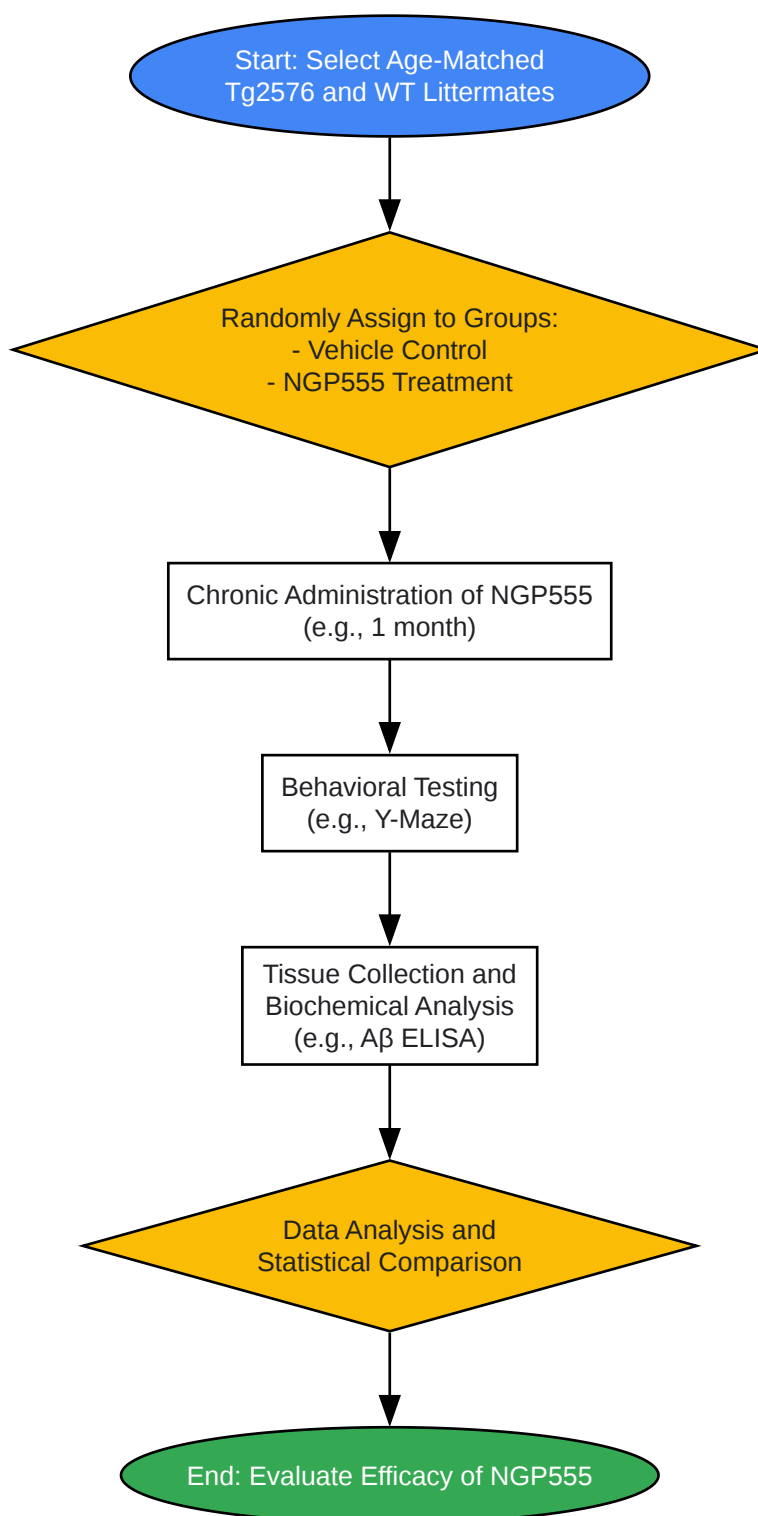 Start: Select Age-Matched
Tg2576 and WT Littermates
Randomly Assign to Groups:
- Vehicle Control
- NGP555 Treatment
Chronic Administration of NGP555
(e.g., 1 month)
Behavioral Testing
(e.g., Y-Maze)
Tissue Collection and
Biochemical Analysis
(e.g., Aβ ELISA)
Data Analysis and
Statistical Comparison
End: Evaluate Efficacy of NGP555